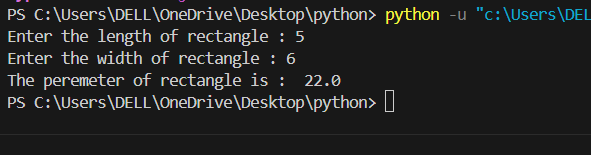 PS C:\Users\DELL\OneDrive\Desktop\python> python -u "c:\Users\DEL
Enter the length of rectangle : 5
Enter the width of rectangle : 6
The peremeter of rectangle is :  22.0
PS C:\Users\DELL\OneDrive\Desktop\python>